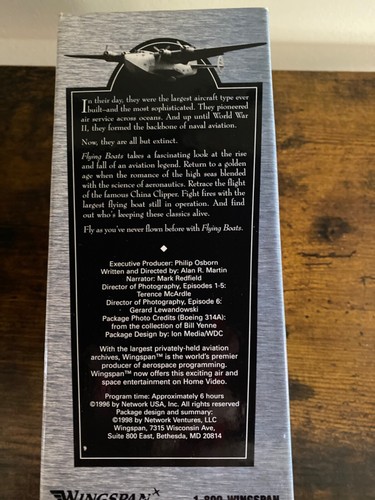 In their day, they were the largest aircraft type ever
built–and the most sophisticated. They pioneered
air service across oceans. And up until World War
II, they formed the backbone of naval aviation.
Now, they are all but extinct.
Flying Boats takes a fascinating look at the rise
and fall of an aviation legend. Return to a golden
age when the romance of the high seas blended
with the science of aeronautics. Retrace the flight
of the famous China Clipper. Fight fires with the
largest flying boat still in operation. And find
out who's keeping these classics alive.
Fly as you've never flown before with Flying Boats.
Executive Producer: Philip Osborn
Written and Directed by: Alan R. Martin
Narrator: Mark Redfield
Director of Photography, Episodes 1-5:
Terence McArdle
Director of Photography, Episode 6:
Gerard Lewandowski
Package Photo Credits (Boeing 314A):
from the collection of Bill Yenne
Package Design by: Ion Media/WDC
With the largest privately-held aviation
archives, Wingspan™ is the world's premier
producer of aerospace programming.
Wingspan™ now offers this exciting air and
space entertainment on Home Video.
Program time: Approximately 6 hours
©1996 by Network USA, Inc. All rights reserved
Package design and summary:
©1998 by Network Ventures, LLC
Wingspan, 7315 Wisconsin Ave,
Suite 800 East, Bethesda, MD 20814
WINGSPAN 1-800-WINGSPAN